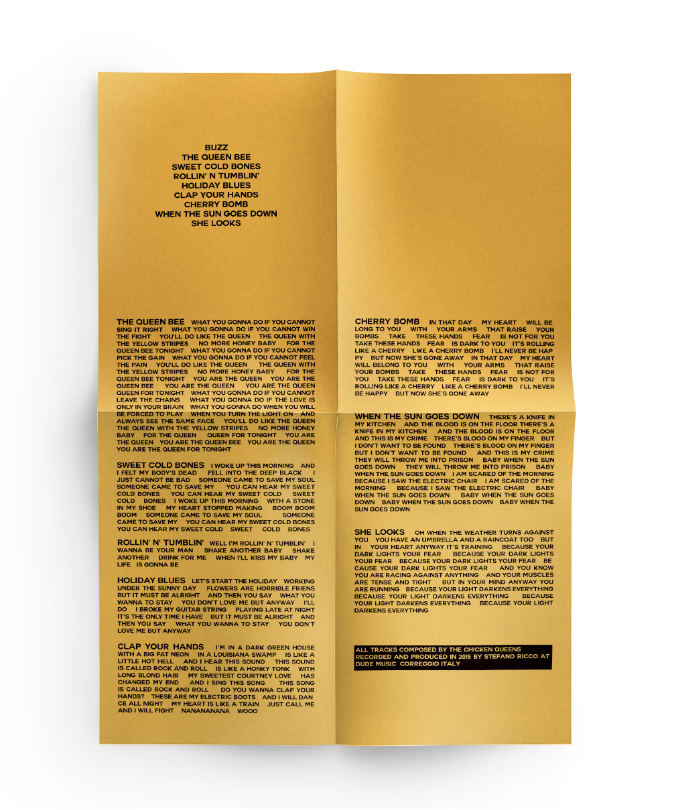 BUZZ
THE QUEEN BEE
SWEET COLD BONES
ROLLIN' N TUMBLIN'
HOLIDAY BLUES
CLAP YOUR HANDS
CHERRY BOMB
WHEN THE SUN GOES DOWN
SHE LOOKS
THE QUEEN BEE WHAT YOU GONNA DO IF YOU CANNOT
SING IT RIGHT WHAT YOU GONNA DO IF YOU CANNOT WIN
THE FIGHT YOU'LL DO LIKE THE QUEEN THE QUEEN WITH
THE YELLOW STRIPES NO MORE HONEY BABY FOR THE
QUEEN BEE TONIGHT WHAT YOU GONNA DO IF YOU CANNOT
PICK THE GAIN WHAT YOU GONNA DO IF YOU CANNOT FEEL
THE PAIN YOU'LL DO LIKE THE QUEEN THE QUEEN WITH
THE YELLOW STRIPES NO MORE HONEY BABY FOR THE
QUEEN BEE TONIGHT YOU ARE THE QUEEN YOU ARE THE
QUEEN BEE YOU ARE THE QUEEN YOU ARE THE QUEEN
QUEEN FOR TONIGHT WHAT YOU GONNA DO IF YOU CANNOT
LEAVE THE CHAINS WHAT YOU GONNA DO IF THE LOVE IS
ONLY IN YOUR BRAIN WHAT YOU GONNA DO WHEN YOU WILL
BE FORCED TO PLAY WHEN YOU TURN THE LIGHT ON AND
ALWAYS SEE THE SAME FACE YOU'LL DO LIKE THE QUEEN
THE QUEEN WITH THE YELLOW STRIPES NO MORE HONEY
BABY FOR THE QUEEN QUEEN FOR TONIGHT YOU ARE
THE QUEEN YOU ARE THE QUEEN BEE YOU ARE THE QUEEN
YOU ARE THE QUEEN FOR TONIGHT
SWEET COLD BONES I WOKE UP THIS MORNING AND
I FELT MY BODY'S DEAD FELL INTO THE DEEP BLACK I
JUST CANNOT BE BAD SOMEONE CAME TO SAVE MY SOUL
SOMEONE CAME TO SAVE MY YOU CAN HEAR MY SWEET
COLD BONES YOU CAN HEAR MY SWEET COLD SWEET
COLD BONES I WOKE UP THIS MORNING WITH A STONE
IN MY SHOE MY HEART STOPPED MAKING BOOM BOOM
BOOM SOMEONE CAME TO SAVE MY SOUL SOMEONE
CAME TO SAVE MY YOU CAN HEAR MY SWEET COLD BONES
YOU CAN HEAR MY SWEET COLD SWEET COLD BONES
ROLLIN' N' TUMBLIN' WELL I'M ROLLIN' N' TUMBLIN' I
WANNA BE YOUR MAN SHAKE ANOTHER BABY SHAKE
ANOTHER DRINK FOR ME WHEN I'LL KISS MY BABY MY
LIFE IS GONNA BE
HOLIDAY BLUES LET'S START THE HOLIDAY WORKING
UNDER THE SUNNY DAY FLOWERS ARE HORRIBLE FRIENS
BUT IT MUST BE ALRIGHT AND THEN YOU SAY WHAT YOU
WANNA TO STAY YOU DON'T LOVE ME BUT ANYWAY I'LL
DO I BROKE MY GUITAR STRING PLAYING LATE AT NIGHT
IT'S THE ONLY TIME I HAVE BUT IT MUST BE ALRIGHT AND
THEN YOU SAY WHAT YOU WANNA TO STAY YOU DON'T
LOVE ME BUT ANYWAY
CLAP YOUR HANDS I'M IN A DARK GREEN HOUSE
WITH A BIG FAT NEON IN A LOUISIANA SWAMP IS LIKE A
LITTLE HOT HELL AND I HEAR THIS SOUND THIS SOUND
IS CALLED ROCK AND ROLL IS LIKE A HONKY TONK WITH
LONG BLOND HAIR MY SWEETEST COURTNEY LOVE HAS
CHANGED MY END AND I SING THIS SONG THIS SONG
IS CALLED ROCK AND ROLL DO YOU WANNA CLAP YOUR
HANDS? THESE ARE MY ELECTRIC BOOTS AND I WILL DAN
CE ALL NIGHT MY HEART IS LIKE A TRAIN JUST CALL ME
AND I WILL FIGHT NANANANANA WOOO
CHERRY BOMB IN THAT DAY MY HEART WILL BE
LONG TO YOU WITH YOUR ARMS THAT RAISE YOUR
BOMBS TAKE THESE HANDS FEAR IS NOT FOR YOU
TAKE THESE HANDS FEAR IS DARK TO YOU IT'S ROLLING
LIKE A CHERRY LIKE A CHERRY BOMB I'LL NEVER BE HAP
PY BUT NOW SHE'S GONE AWAY IN THAT DAY MY HEART
WILL BELONG TO YOU WITH YOUR ARMS THAT RAISE
YOUR BOMBS TAKE THESE HANDS FEAR IS NOT FOR
YOU TAKE THESE HANDS FEAR IS DARK TO YOU IT'S
ROLLING LIKE A CHERRY LIKE A CHERRY BOMB I'LL NEVER
BE HAPPY BUT NOW SHE'S GONE AWAY
WHEN THE SUN GOES DOWN THERE'S A KNIFE IN
MY KITCHEN AND THE BLOOD IS ON THE FLOOR THERE'S A
KNIFE IN MY KITCHEN AND THE BLOOD IS ON THE FLOOR
AND THIS IS MY CRIME THERE'S BLOOD ON MY FINGER BUT
I DON'T WANT TO BE FOUND THERE'S BLOOD ON MY FINGER
BUT I DON'T WANT TO BE FOUND AND THIS IS MY CRIME
THEY WILL THROW ME INTO PRISON BABY WHEN THE SUN
GOES DOWN THEY WILL THROW ME INTO PRISON BABY
WHEN THE SUN GOES DOWN I AM SCARED OF THE MORNING
BECAUSE I SAW THE ELECTRIC CHAIR I AM SCARED OF THE
MORNING BECAUSE I SAW THE ELECTRIC CHAIR BABY
WHEN THE SUN GOES DOWN BABY WHEN THE SUN GOES
DOWN BABY WHEN THE SUN GOES DOWN BABY WHEN THE
SUN GOES DOWN
SHE LOOKS OH WHEN THE WEATHER TURNS AGAINST
YOU YOU HAVE AN UMBRELLA AND A RAINCOAT TOO BUT
IN YOUR HEART ANYWAY IT'S TRAINING BECAUSE YOUR
DARK LIGHTS YOUR FEAR BECAUSE YOUR DARK LIGHTS
YOUR FEAR BECAUSE YOUR DARK LIGHTS YOUR FEAR BE
CAUSE YOUR DARK LIGHTS YOUR FEAR AND YOU KNOW
YOU ARE RACING AGAINST ANYTHING AND YOUR MUSCLES
ARE TENSE AND TIGHT BUT IN YOUR MIND ANYWAY YOU
ARE RUNNING BECAUSE YOUR LIGHT DARKENS EVERYTHING
BECAUSE YOUR LIGHT DARKENS EVERYTHING BECAUSE
YOUR LIGHT DARKENS EVERYTHING BECAUSE YOUR LIGHT
DARKENS EVERYTHING
ALL TRACKS COMPOSED BY THE CHICKEN QUEENS
RECORDED AND PRODUCED IN 2015 BY STEFANO RICCO AT
DUDE MUSIC CORREGGIO ITALY